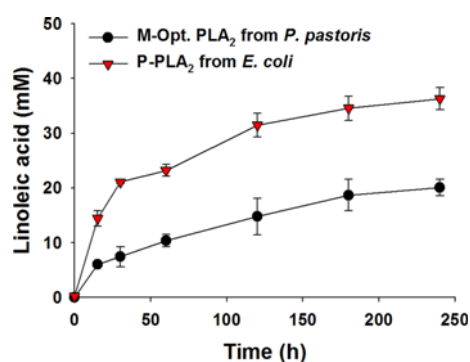 M-Opt. PLA₂ from P. pastoris
P-PLA₂ from E. coli
Linoleic acid (mM)
50
40
30
20
10
0
0 50 100 150 200 250
Time (h)